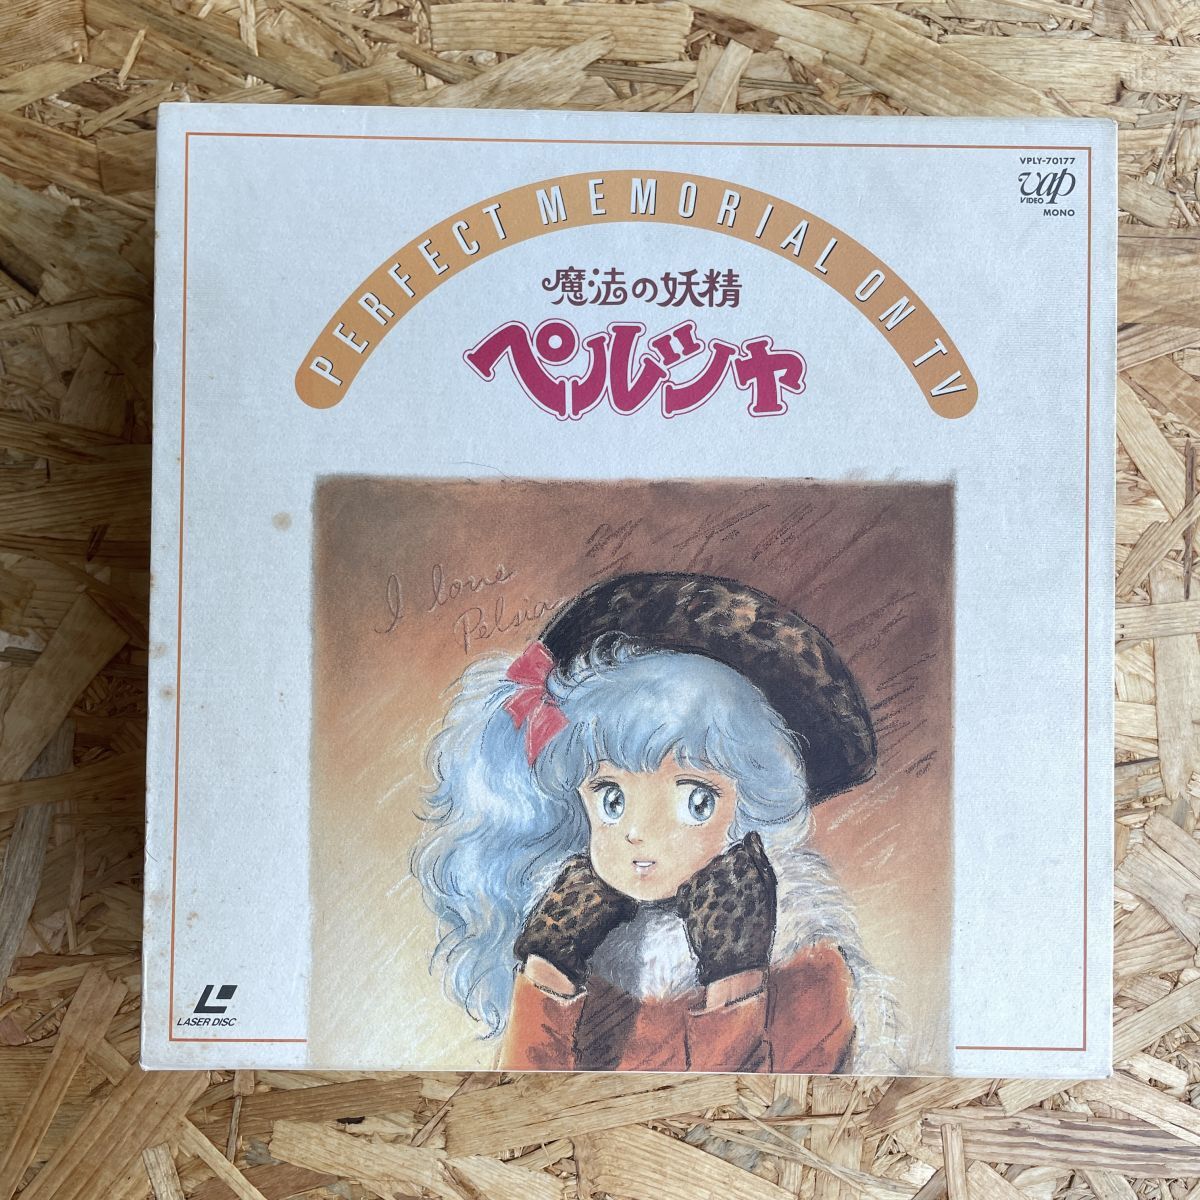 VPLY-70177
vap
VIDEO
MONO
PERFECT MEMORIAL ON TV
魔法の妖精
ペルシャ
I love
Pelsia
LASER DISC